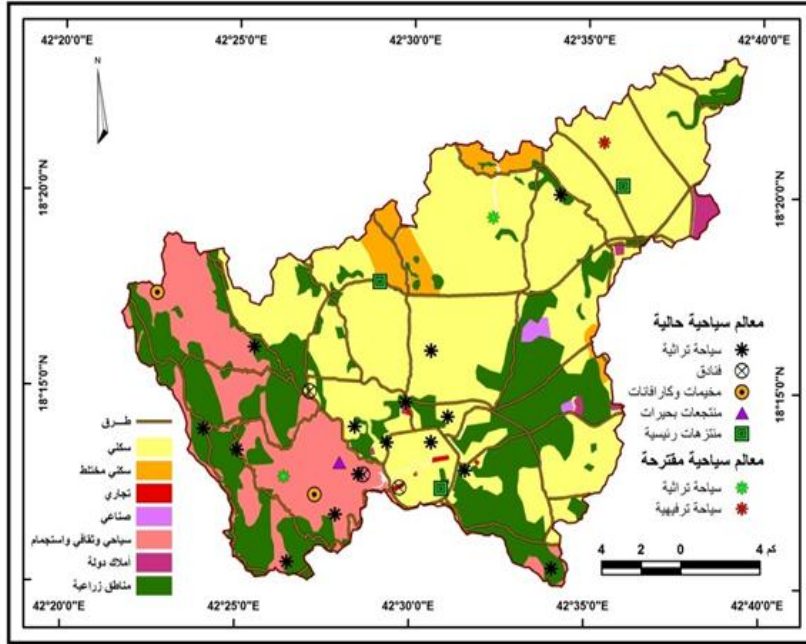 42°20'0"E 42°25'0"E 42°30'0"E 42°35'0"E 42°40'0"E
18°20'0"N 18°20'0"N
معالم سياحية حالية
سياحة تراثية
فنادق
مخيمات وكارافانات
منتجعات بحيرات
منتزهات رئيسية
معالم سياحية مقترحة
سياحة تراثية
سياحة ترفيهية
18°15'0"N 18°15'0"N
طـــرق
سكني
سكني مختلط
تجاري
صناعي
سياحي وثقافي واستجمام
أملاك دولة
مناطق زراعية
4 2 0 4 كم
42°20'0"E 42°25'0"E 42°30'0"E 42°35'0"E 42°40'0"E